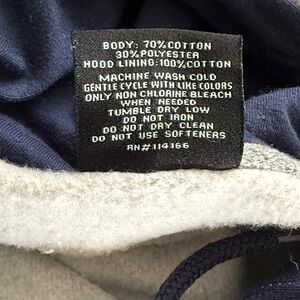 BODY: 70% COTTON
30% POLYESTER
HOOD LINING: 100% COTTON
MACHINE WASH COLD
GENTLE CYCLE WITH LIKE COLORS
ONLY NON CHLORINE BLEACH
WHEN NEEDED
TUMBLE DRY LOW
DO NOT IRON
DO NOT DRY CLEAN
DO NOT USE SOFTENERS
RN# 114166